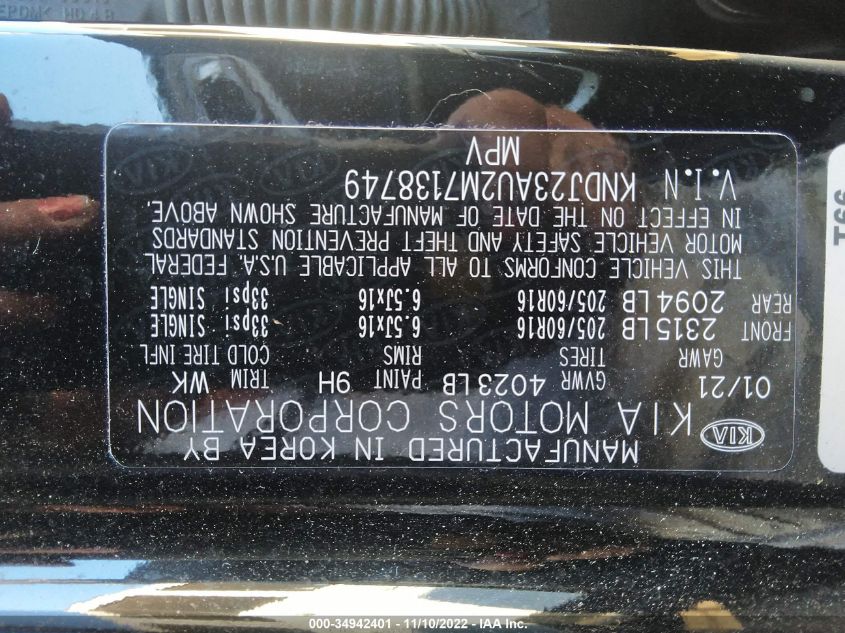 MANUFACTURED IN KOREA BY
KIA KIA MOTORS CORPORATION
01/21 GVWR 4023 LB PAINT 9H TRIM WK
GAWR TIRES RIMS COLD TIRE INFL
FRONT 2315 LB 205/60R16 6.5Jx16 33psi SINGLE
REAR 2094 LB 205/60R16 6.5Jx16 33psi SINGLE
THIS VEHICLE CONFORMS TO ALL APPLICABLE U.S.A. FEDERAL
MOTOR VEHICLE SAFETY AND THEFT PREVENTION STANDARDS
IN EFFECT ON THE DATE OF MANUFACTURE SHOWN ABOVE.
V.I.N KNDJ23AU2M7138749
MPV
000-34942401 - 11/10/2022 - IAA Inc.